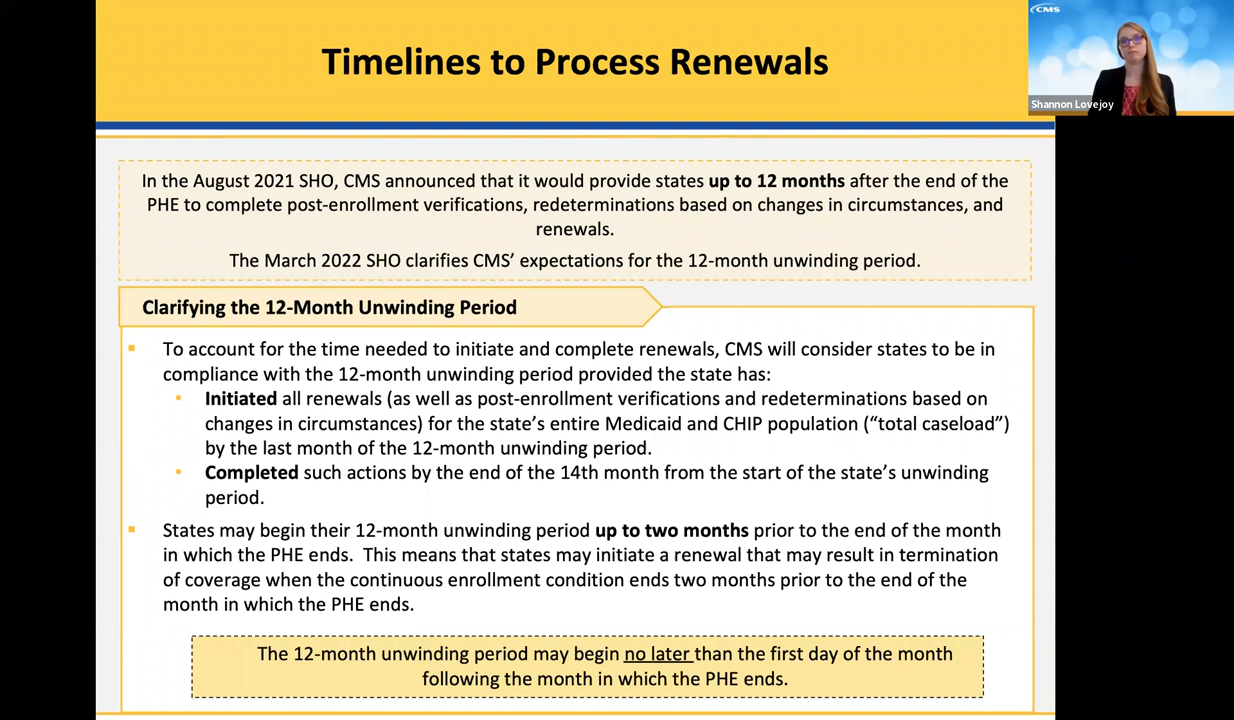 Timelines to Process Renewals
CMS
Shannon Lovejoy
In the August 2021 SHO, CMS announced that it would provide states up to 12 months after the end of the
PHE to complete post-enrollment verifications, redeterminations based on changes in circumstances, and
renewals.
The March 2022 SHO clarifies CMS’ expectations for the 12-month unwinding period.
Clarifying the 12-Month Unwinding Period
▪ To account for the time needed to initiate and complete renewals, CMS will consider states to be in
compliance with the 12-month unwinding period provided the state has:
• Initiated all renewals (as well as post-enrollment verifications and redeterminations based on
changes in circumstances) for the state’s entire Medicaid and CHIP population (“total caseload”)
by the last month of the 12-month unwinding period.
• Completed such actions by the end of the 14th month from the start of the state’s unwinding
period.
▪ States may begin their 12-month unwinding period up to two months prior to the end of the month
in which the PHE ends. This means that states may initiate a renewal that may result in termination
of coverage when the continuous enrollment condition ends two months prior to the end of the
month in which the PHE ends.
The 12-month unwinding period may begin no later than the first day of the month
following the month in which the PHE ends.